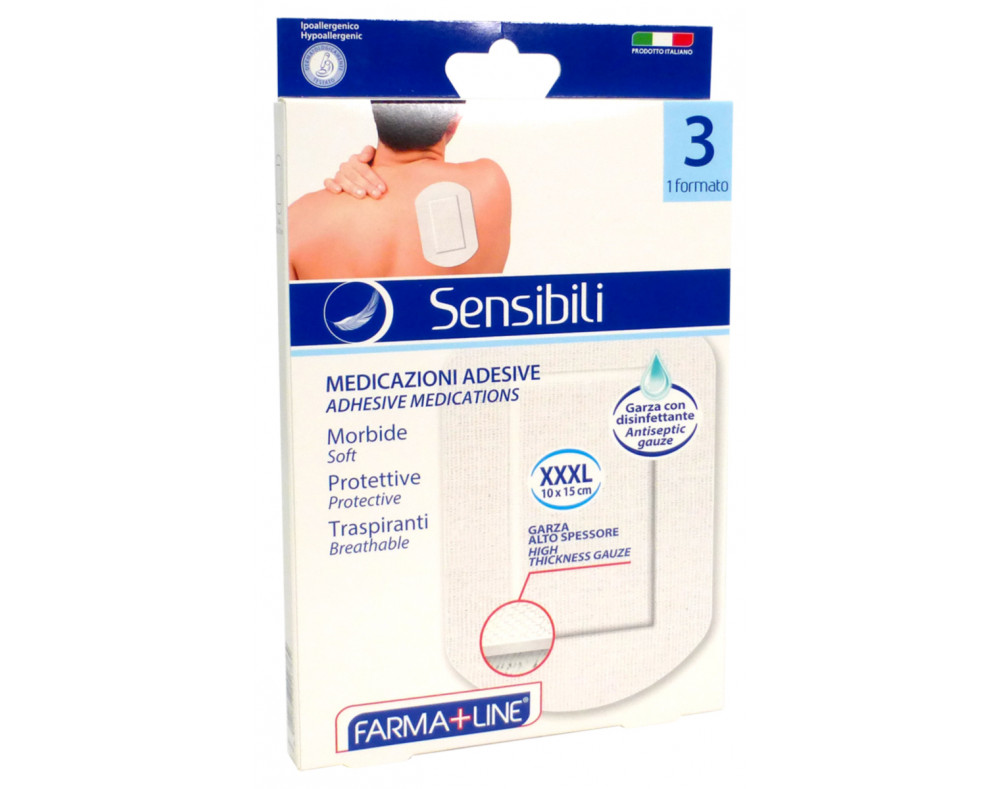 Ipoallergenico
Hypoallergenic
PRODOTTO ITALIANO
3
1 formato
Sensibili
MEDICAZIONI ADESIVE
ADHESIVE MEDICATIONS
Morbide
Soft
Protettive
Protective
Traspiranti
Breathable
Garza con
disinfettante
Antiseptic
gauze
XXXL
10 x 15 cm
GARZA
ALTO SPESSORE
HIGH
THICKNESS GAUZE
FARMA+LINE®